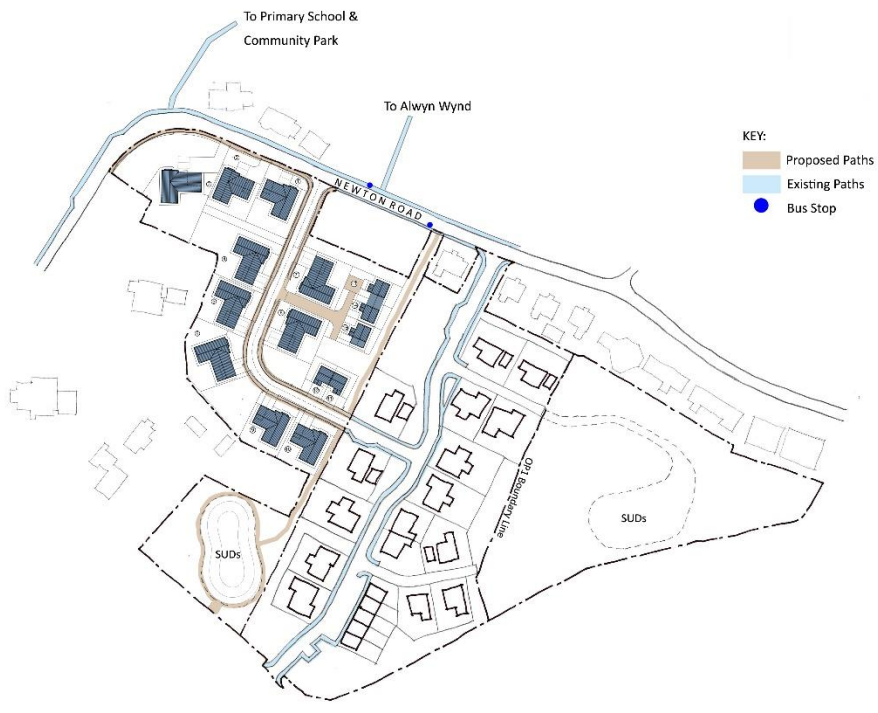 To Primary School &
Community Park
To Alwyn Wynd
KEY:
Proposed Paths
Existing Paths
Bus Stop
NEWTON ROAD
OP1 Boundary Line
SUDs
SUDs